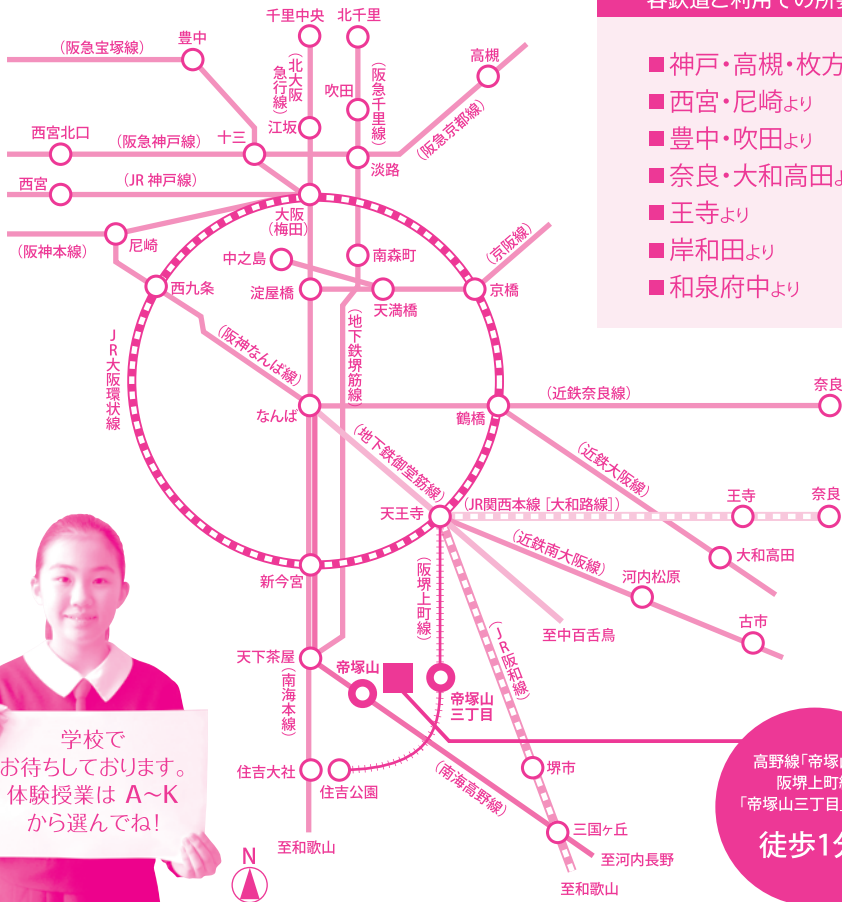 各鉄道ご利用での所要
■神戸・高槻・枚方
■西宮・尼崎より
■豊中・吹田より
■奈良・大和高田よ
■王寺より
■岸和田より
■和泉府中より
千里中央
北千里
(阪急宝塚線)
豊中
(北大阪
急行線)
吹田
(阪急千里線)
高槻
江坂
西宮北口
(阪急神戸線)
十三
淡路
(阪急京都線)
西宮
(JR 神戸線)
大阪
(梅田)
(阪神本線)
尼崎
中之島
南森町
(京阪線)
西九条
淀屋橋
天満橋
京橋
JR大阪環状線
(阪神なんば線)
(地下鉄堺筋線)
なんば
(近鉄奈良線)
奈良
鶴橋
(地下鉄御堂筋線)
(近鉄大阪線)
天王寺
(JR関西本線［大和路線］)
王寺
奈良
(近鉄南大阪線)
大和高田
新今宮
(阪堺上町線)
河内松原
古市
至中百舌鳥
(JR阪和線)
天下茶屋
帝塚山
(南海本線)
帝塚山
三丁目
住吉大社
住吉公園
(南海高野線)
堺市
三国ヶ丘
至河内長野
至和歌山
至和歌山
N
学校で
お待ちしております。
体験授業は A〜K
から選んでね！
高野線「帝塚山
阪堺上町線
「帝塚山三丁目」
徒歩1分